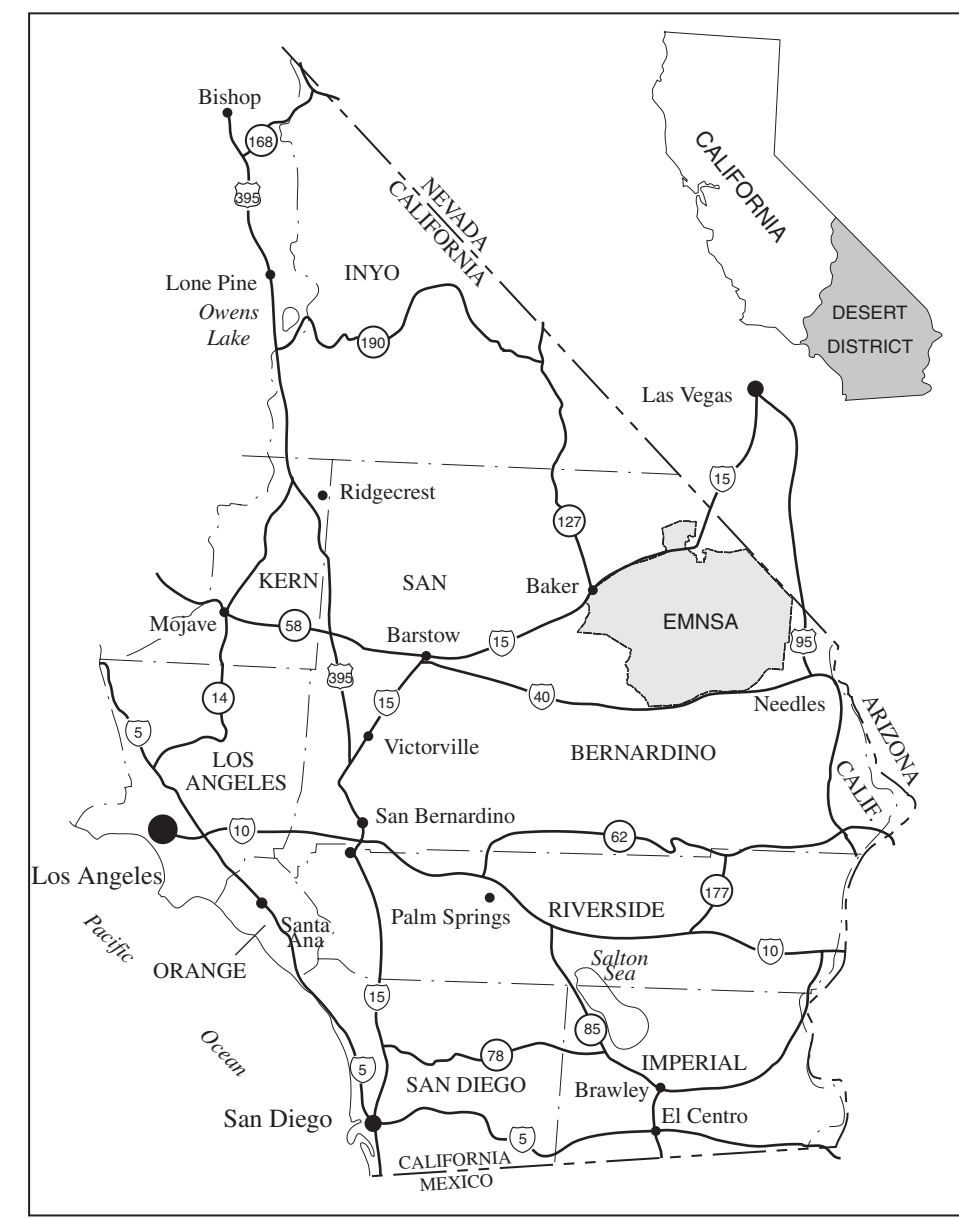 Bishop
168
395
NEVADA
CALIFORNIA
CALIFORNIA
DESERT
DISTRICT
Lone Pine
INYO
Owens
Lake
190
Las Vegas
15
Ridgecrest
127
KERN
SAN
Baker
EMNSA
Mojave
58
Barstow
15
95
395
14
15
40
Needles
ARIZONA
CALIF.
5
Victorville
BERNARDINO
LOS
ANGELES
San Bernardino
10
62
Los Angeles
177
Palm Springs
RIVERSIDE
Santa
Ana
Pacific
ORANGE
Salton
Sea
10
15
85
Ocean
5
78
IMPERIAL
SAN DIEGO
Brawley
San Diego
El Centro
5
CALIFORNIA
MEXICO